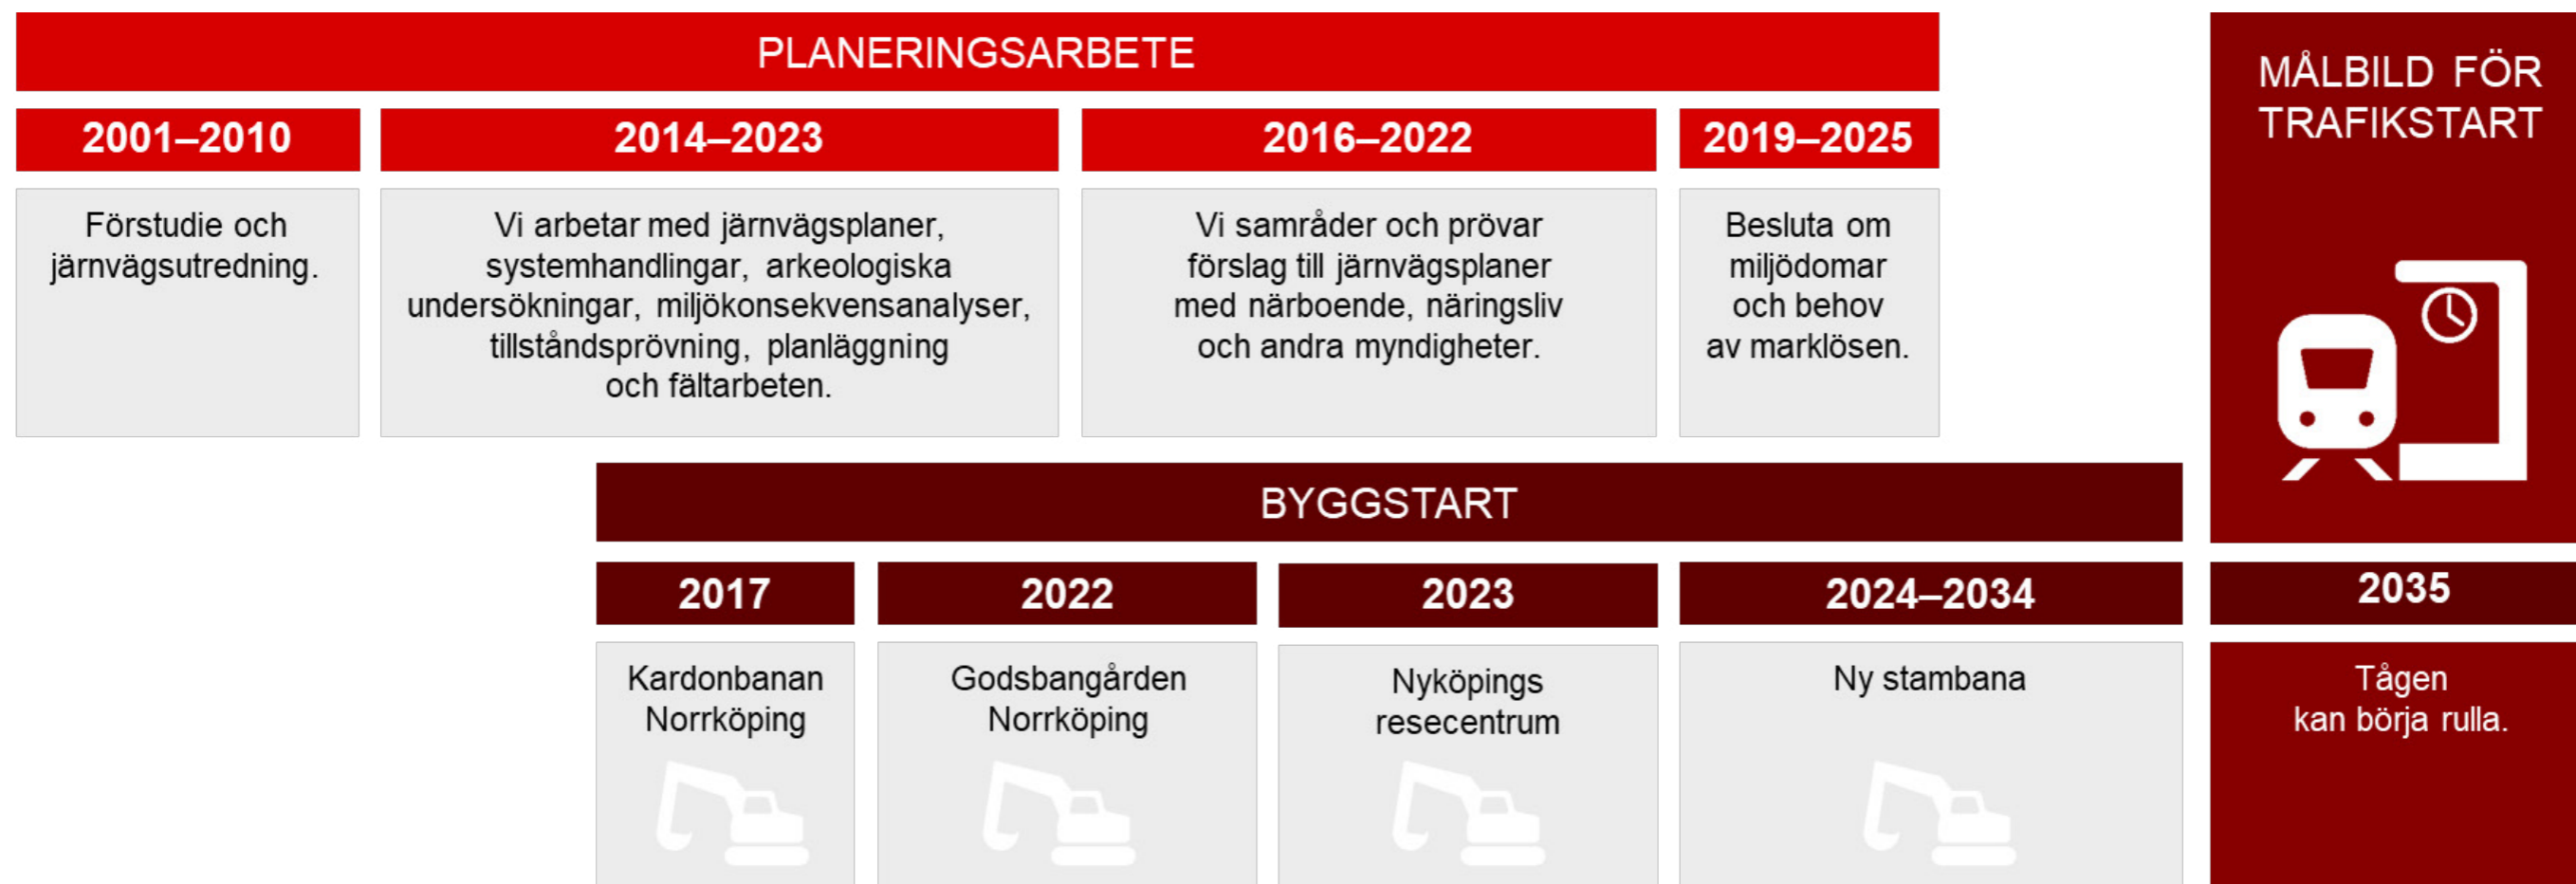 PLANERINGSARBETE
2001–2010
Förstudie och
järnvägsutredning.
2014–2023
Vi arbetar med järnvägsplaner,
systemhandlingar, arkeologiska
undersökningar, miljökonsekvensanalyser,
tillståndsprövning, planläggning
och fältarbeten.
2016–2022
Vi samråder och prövar
förslag till järnvägsplaner
med närboende, näringsliv
och andra myndigheter.
2019–2025
Besluta om
miljödomar
och behov
av marklösen.
BYGGSTART
2017
Kardonbanan
Norrköping
2022
Godsbangården
Norrköping
2023
Nyköpings
resecentrum
2024–2034
Ny stambana
MÅLBILD FÖR
TRAFIKSTART
2035
Tågen
kan börja rulla.